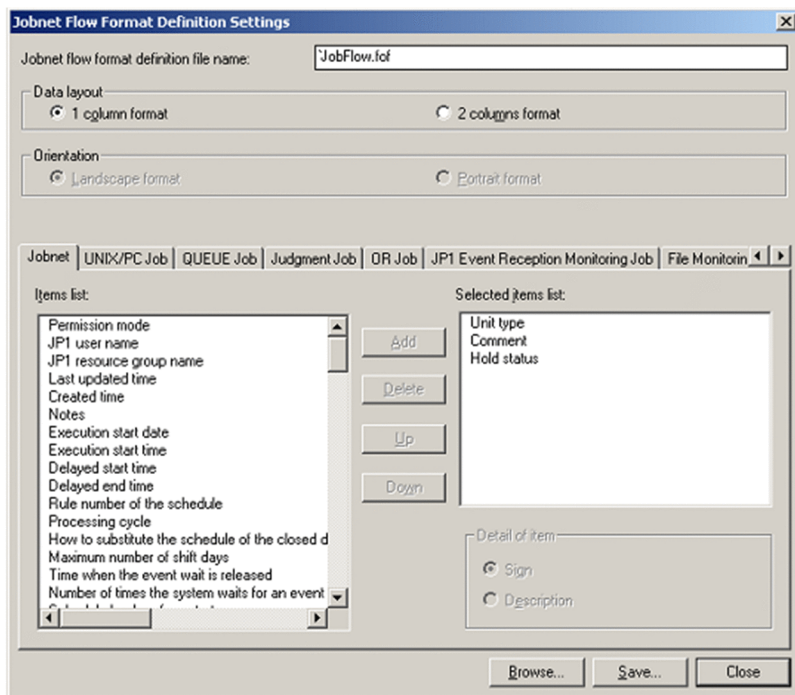 Jobnet Flow Format Definition Settings
Jobnet flow format definition file name:
`JobFlow.fof
Data layout
1 column format
2 columns format
Orientation
Landscape format
Portrait format
Jobnet
UNIX/PC Job
QUEUE Job
Judgment Job
OR Job
JP1 Event Reception Monitoring Job
File Monitorin
Items list:
Permission mode
JP1 user name
JP1 resource group name
Last updated time
Created time
Notes
Execution start date
Execution start time
Delayed start time
Delayed end time
Rule number of the schedule
Processing cycle
How to substitute the schedule of the closed d
Maximum number of shift days
Time when the event wait is released
Number of times the system waits for an event
Add
Delete
Up
Down
Selected items list:
Unit type
Comment
Hold status
Detail of item
Sign
Description
Browse...
Save...
Close